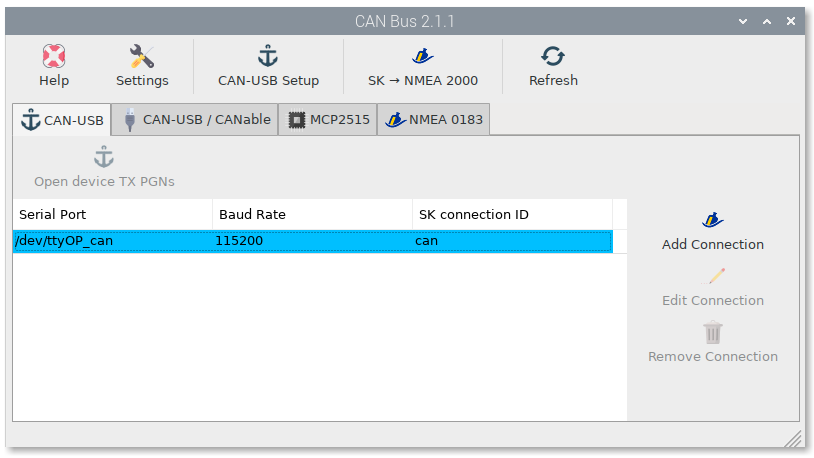 CAN Bus 2.1.1
Help Settings CAN-USB Setup SK → NMEA 2000 Refresh
CAN-USB CAN-USB / CANable MCP2515 NMEA 0183
Open device TX PGNs
Serial Port Baud Rate SK connection ID
/dev/ttyOP_can 115200 can
Add Connection
Edit Connection
Remove Connection